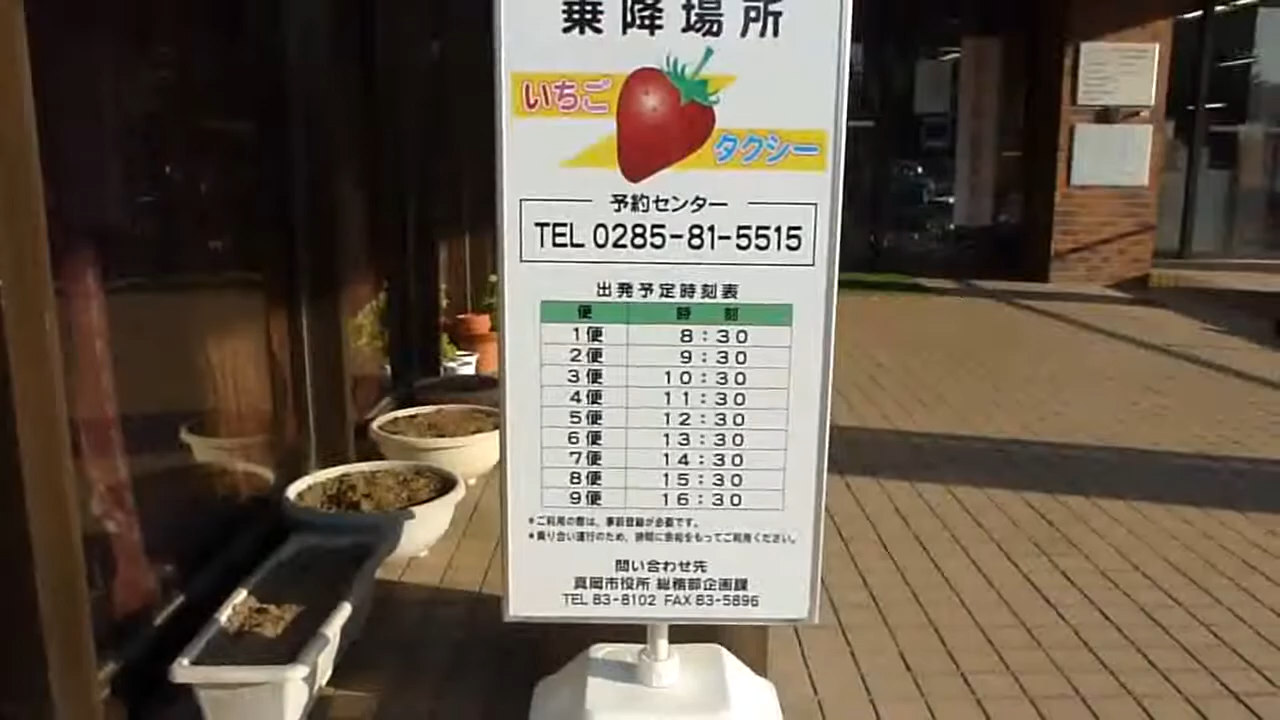 乗降場所
いちご
タクシー
予約センター
TEL 0285-81-5515
出発予定時刻表
便 時 刻
1便 8:30
2便 9:30
3便 10:30
4便 11:30
5便 12:30
6便 13:30
7便 14:30
8便 15:30
9便 16:30
*ご利用の際は、事前登録が必要です。
*乗り合い運行のため、時間に余裕をもってご利用ください。
問い合わせ先
真岡市役所 総務部企画課
TEL 83-8102 FAX 83-5896